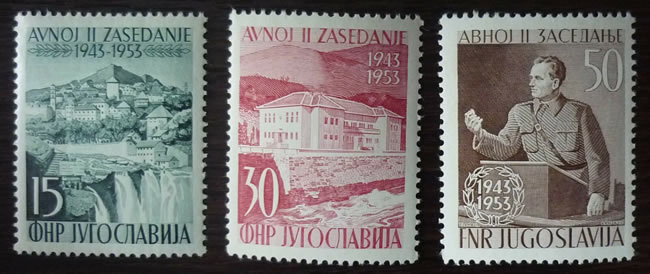 AVNOJ II ZASEDANJE
1943-1953
15
ФНР ЈУГОСЛАВИЈА
AVNOJ II ZASEDANJE
1943
1953
30
ФНР ЈУГОСЛАВИЈА
АВНОЈ II ЗАСЕДАЊЕ
50
1943
1953
FNR JUGOSLAVIJA